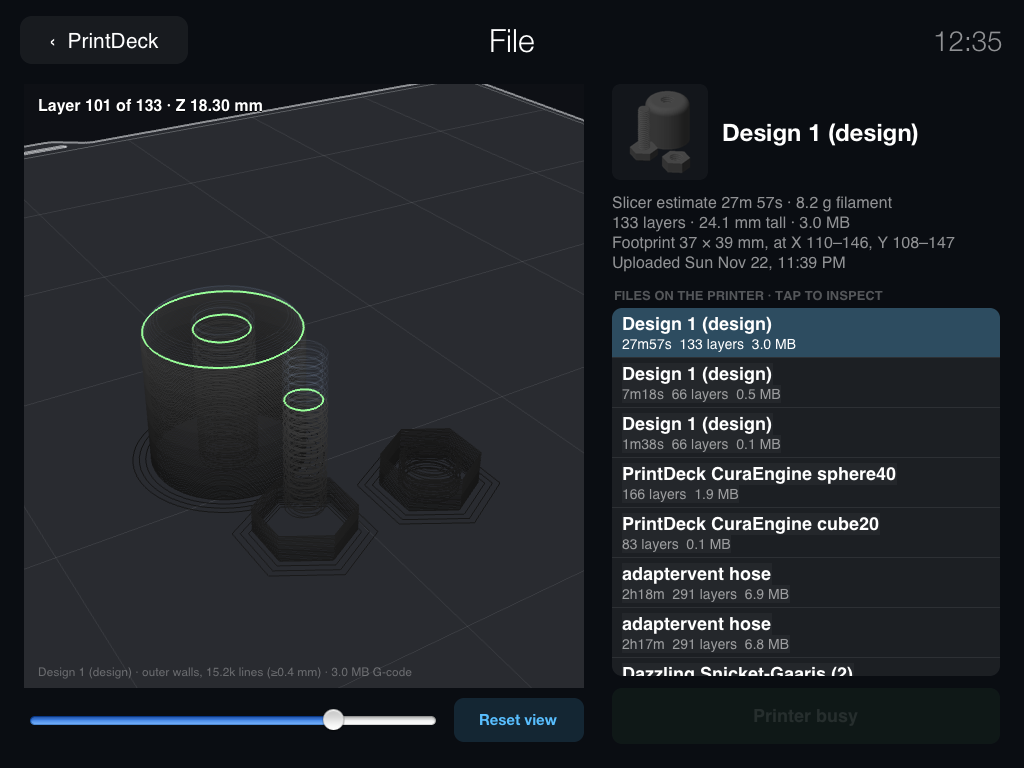 ‹ PrintDeck
File
12:35
Layer 101 of 133 · Z 18.30 mm
Design 1 (design) · outer walls, 15.2k lines (≥0.4 mm) · 3.0 MB G-code
Reset view
Design 1 (design)
Slicer estimate 27m 57s · 8.2 g filament
133 layers · 24.1 mm tall · 3.0 MB
Footprint 37 × 39 mm, at X 110–146, Y 108–147
Uploaded Sun Nov 22, 11:39 PM
FILES ON THE PRINTER · TAP TO INSPECT
Design 1 (design)
27m57s 133 layers 3.0 MB
Design 1 (design)
7m18s 66 layers 0.5 MB
Design 1 (design)
1m38s 66 layers 0.1 MB
PrintDeck CuraEngine sphere40
166 layers 1.9 MB
PrintDeck CuraEngine cube20
83 layers 0.1 MB
adaptervent hose
2h18m 291 layers 6.9 MB
adaptervent hose
2h17m 291 layers 6.8 MB
Dazzling Snicket-Gaaris (2)
Printer busy